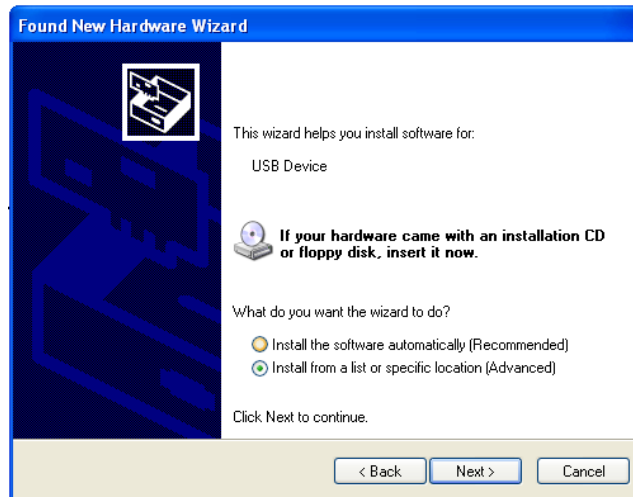 Found New Hardware Wizard
This wizard helps you install software for:
USB Device
If your hardware came with an installation CD
or floppy disk, insert it now.
What do you want the wizard to do?
Install the software automatically (Recommended)
Install from a list or specific location (Advanced)
Click Next to continue.
< Back
Next >
Cancel